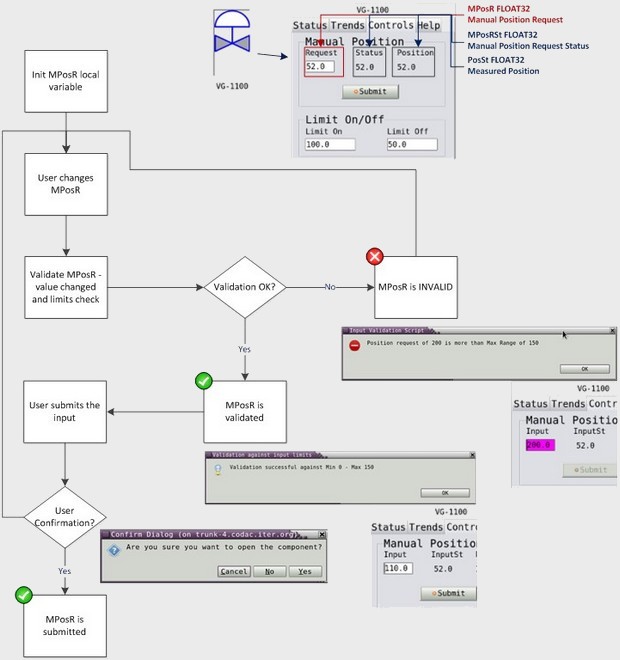 VG-1100
MPosR FLOAT32
Manual Position Request
MPosRSt FLOAT32
Manual Position Request Status
PosSt FLOAT32
Measured Position
Status Trends Controls Help
Manual Position
Request
Status
Position
52.0
52.0
52.0
Submit
VG-1100
Limit On/Off
Limit On
Limit Off
100.0
50.0
Init MPosR local
variable
User changes
MPosR
Validate MPosR -
value changed
and limits check
Validation OK?
No
MPosR is INVALID
Input Validation Script
Position request of 200 is more than Max Range of 150
OK
Yes
VG-1100
Status Trends Contr
Manual Positio
Input
InputSt
200.0
52.0
Submit
User submits the
input
MPosR is
validated
Validation against input limits
Validation successful against Min 0 - Max 150
OK
User
Confirmation?
VG-1100
Status Trends Contr
Manual Position
Input
InputSt
110.0
52.0
Submit
Confirm Dialog (on trunk-4.codac.iter.org)
Are you sure you want to open the component?
Cancel
No
Yes
Yes
MPosR is
submitted